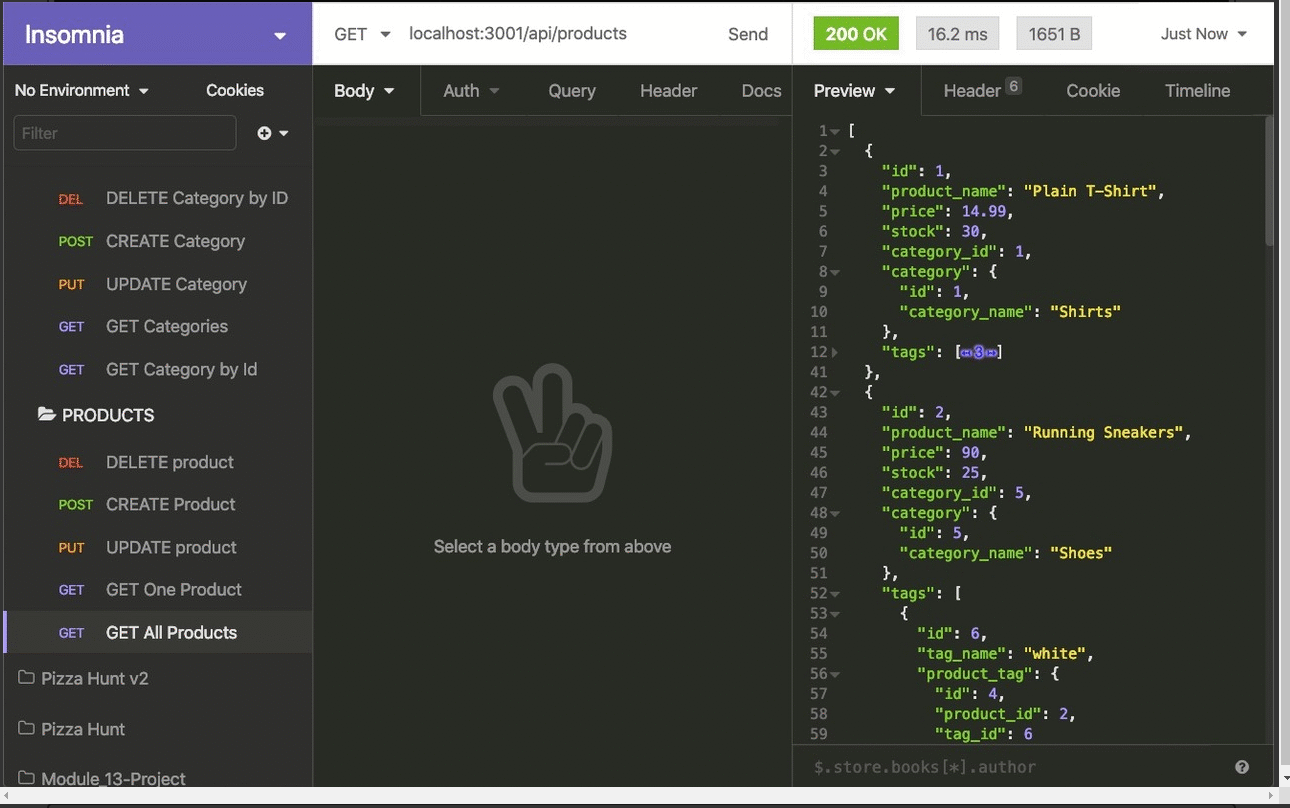 Insomnia
GET localhost:3001/api/products Send
200 OK 16.2 ms 1651 B Just Now
No Environment Cookies
Body Auth Query Header Docs
Preview Header 6 Cookie Timeline
Filter
DEL DELETE Category by ID
POST CREATE Category
PUT UPDATE Category
GET GET Categories
GET GET Category by Id
PRODUCTS
DEL DELETE product
POST CREATE Product
PUT UPDATE product
GET GET One Product
GET GET All Products
Pizza Hunt v2
Pizza Hunt
Module_13-Project
Select a body type from above
1 [
2 {
3 "id": 1,
4 "product_name": "Plain T-Shirt",
5 "price": 14.99,
6 "stock": 30,
7 "category_id": 1,
8 "category": {
9 "id": 1,
10 "category_name": "Shirts"
11 },
12 "tags": [↔3↔]
41 },
42 {
43 "id": 2,
44 "product_name": "Running Sneakers",
45 "price": 90,
46 "stock": 25,
47 "category_id": 5,
48 "category": {
49 "id": 5,
50 "category_name": "Shoes"
51 },
52 "tags": [
53 {
54 "id": 6,
55 "tag_name": "white",
56 "product_tag": {
57 "id": 4,
58 "product_id": 2,
59 "tag_id": 6
$.store.books[*].author